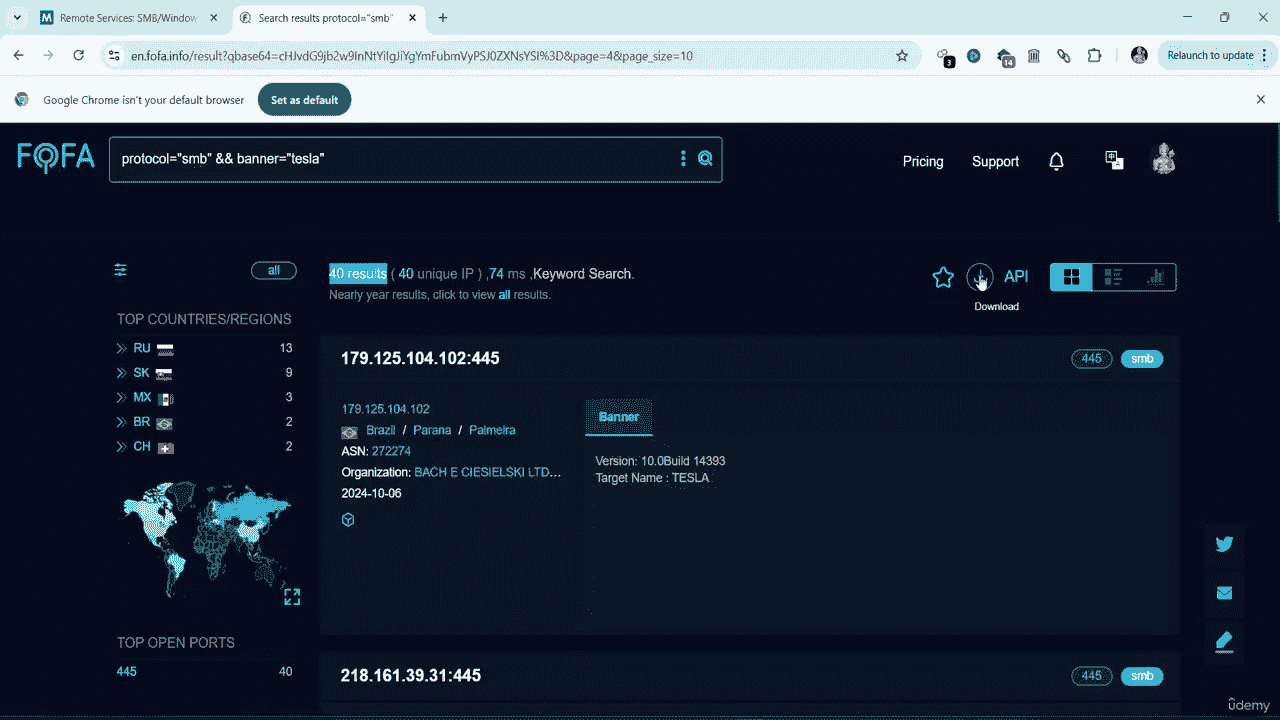 Remote Services: SMB/Window
Search results protocol="smb"
en.fofa.info/result?qbase64=cHJvdG9jb2w9InNtYiIgJiYgYmFubmVyPSJ0ZXNsYSI%3D&page=4&page_size=10
3
14
Relaunch to update
Google Chrome isn't your default browser
Set as default
FOFA
protocol="smb" && banner="tesla"
Pricing
Support
all
40 results ( 40 unique IP ) ,74 ms ,Keyword Search.
Nearly year results, click to view all results.
API
Download
TOP COUNTRIES/REGIONS
RU 13
SK 9
MX 3
BR 2
CH 2
TOP OPEN PORTS
445 40
179.125.104.102:445
445 smb
179.125.104.102
Brazil / Parana / Palmeira
ASN: 272274
Organization: BACH E CIESIELSKI LTD...
2024-10-06
Banner
Version: 10.0Build 14393
Target Name : TESLA
218.161.39.31:445
445 smb
ûdemy